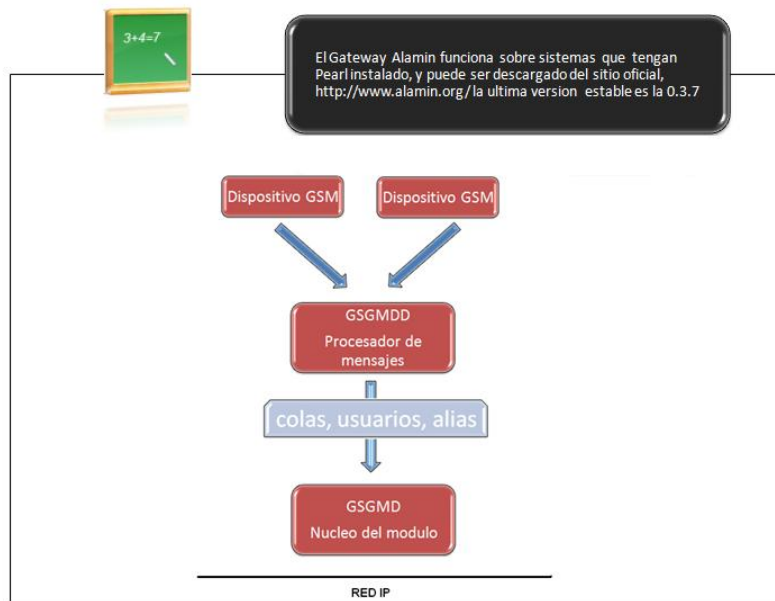 3+4=7
El Gateway Alamin funciona sobre sistemas que tengan
Pearl instalado, y puede ser descargado del sitio oficial,
http://www.alamin.org/ la ultima version estable es la 0.3.7
Dispositivo GSM
Dispositivo GSM
GSGMDD
Procesador de
mensajes
colas, usuarios, alias
GSGMD
Nucleo del modulo
RED IP